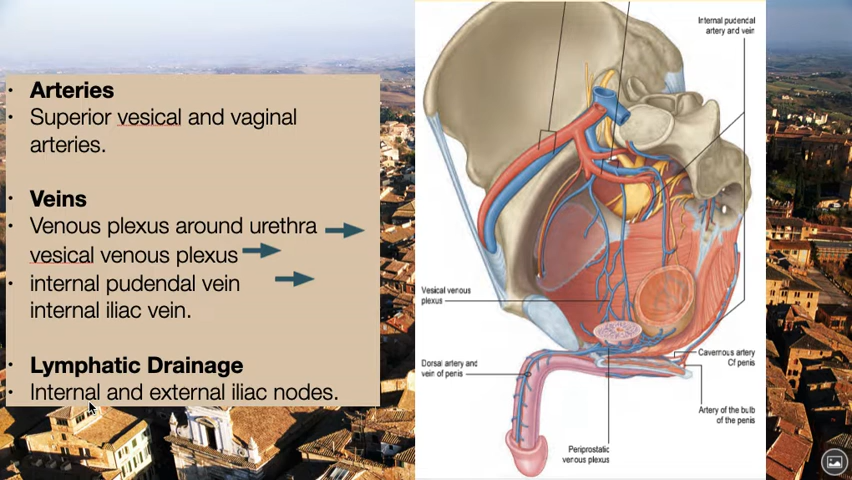 Arteries
Superior vesical and vaginal
arteries.
Veins
Venous plexus around urethra
vesical venous plexus
internal pudendal vein
internal iliac vein.
Lymphatic Drainage
Internal and external iliac nodes.
Internal pudendal
artery and vein
Vesical venous
plexus
Dorsal artery and
vein of penis
Cavernous artery
Cf penis
Artery of the bulb
of the penis
Periprostatic
venous plexus